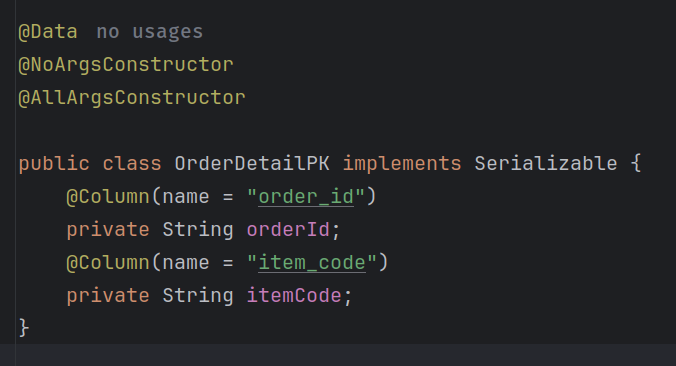 @Data no usages
@NoArgsConstructor
@AllArgsConstructor
public class OrderDetailPK implements Serializable {
@Column(name = "order_id")
private String orderId;
@Column(name = "item_code")
private String itemCode;
}